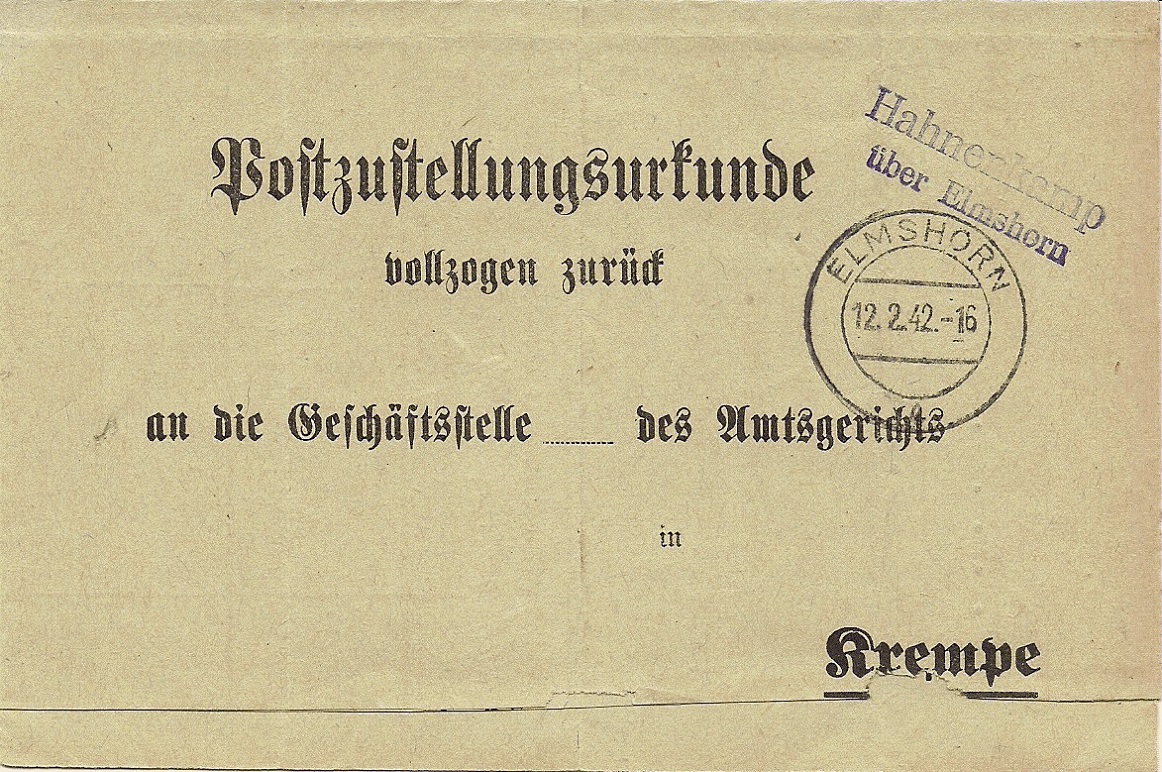 Hahnenkamp
über Elmshorn
Postzustellungsurkunde
vollzogen zurück
ELMSHORN
12.2.42.-16
an die Geschäftsstelle ...... des Amtsgerichts
in
Krempe